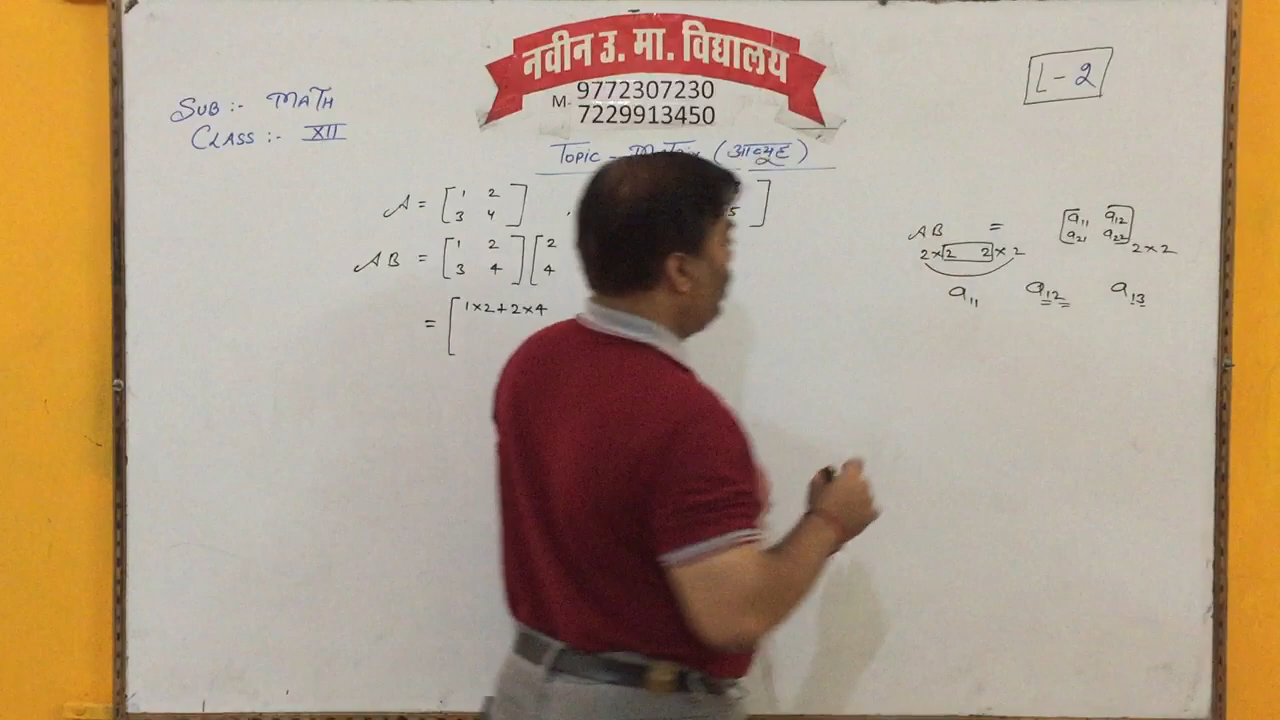 नवीन उ. मा. विद्यालय
M- 9772307230
7229913450
L-2
SUB :- MATH
CLASS :- XII
TOPIC - Matrix (आव्यूह)
A = [ 1 2
3 4 ] , 5 ]
AB = [ 1 2
3 4 ] [ 2
4
= [ 1×2+2×4
AB = [ a₁₁ a₁₂
a₂₁ a₂₂ ] 2×2
2×2 2×2
a₁₁ a₁₂ a₁₃